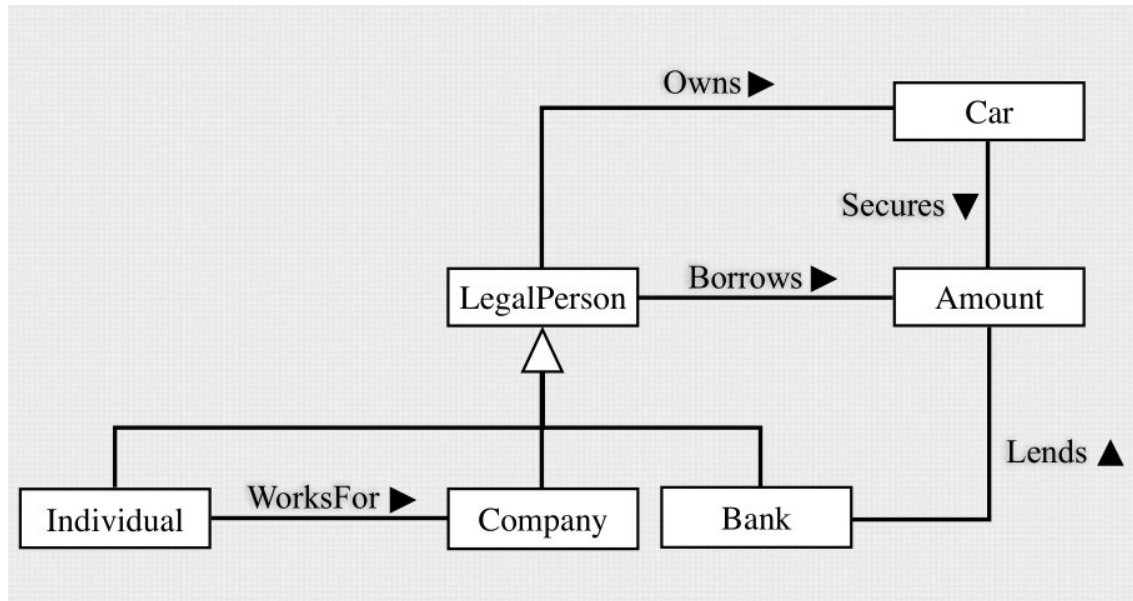 Owns ▶
Car
Secures ▼
LegalPerson
Borrows ▶
Amount
Lends ▲
Individual
WorksFor ▶
Company
Bank